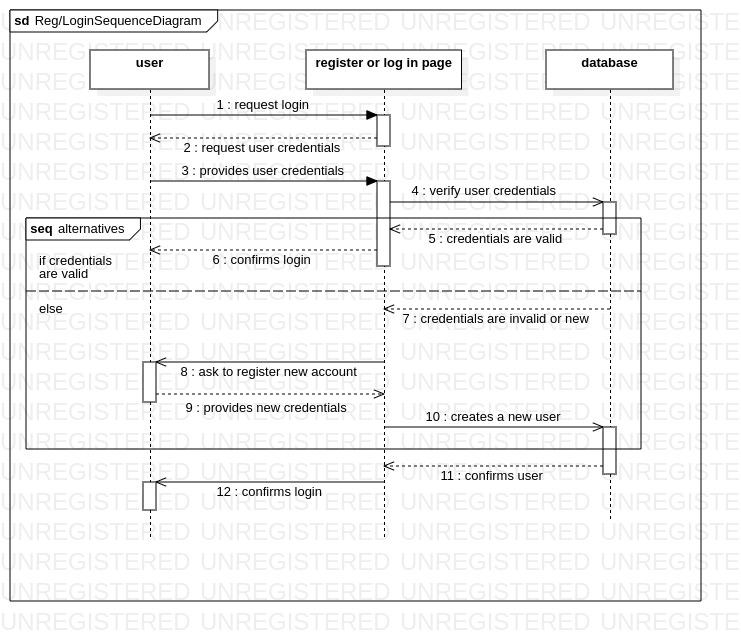 sd Reg/LoginSequenceDiagram
user
register or log in page
database
1 : request login
2 : request user credentials
3 : provides user credentials
4 : verify user credentials
seq alternatives
5 : credentials are valid
6 : confirms login
if credentials
are valid
else
7 : credentials are invalid or new
8 : ask to register new account
9 : provides new credentials
10 : creates a new user
11 : confirms user
12 : confirms login
UNREGISTERED